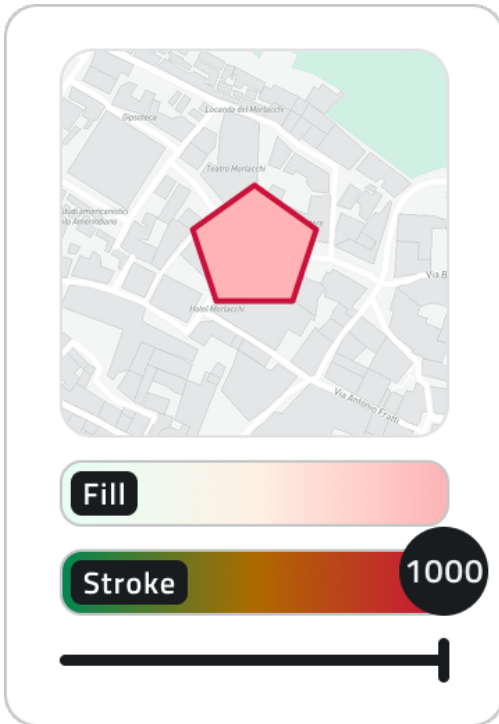 Locanda dei Morlacchi
Gipsoteca
Teatro Morlacchi
Hotel Morlacchi
Via B
Via Antonio Fratti
Fill
Stroke
1000